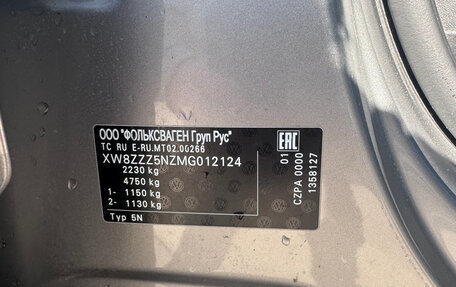 ООО "ФОЛЬКСВАГЕН Груп Рус"
TC RU E-RU.MT02.00266
XW8ZZZ5NZMG012124
2230 kg
4750 kg
1- 1150 kg
2- 1130 kg
Typ 5N
EAC
01
CZPA 0000
1358127